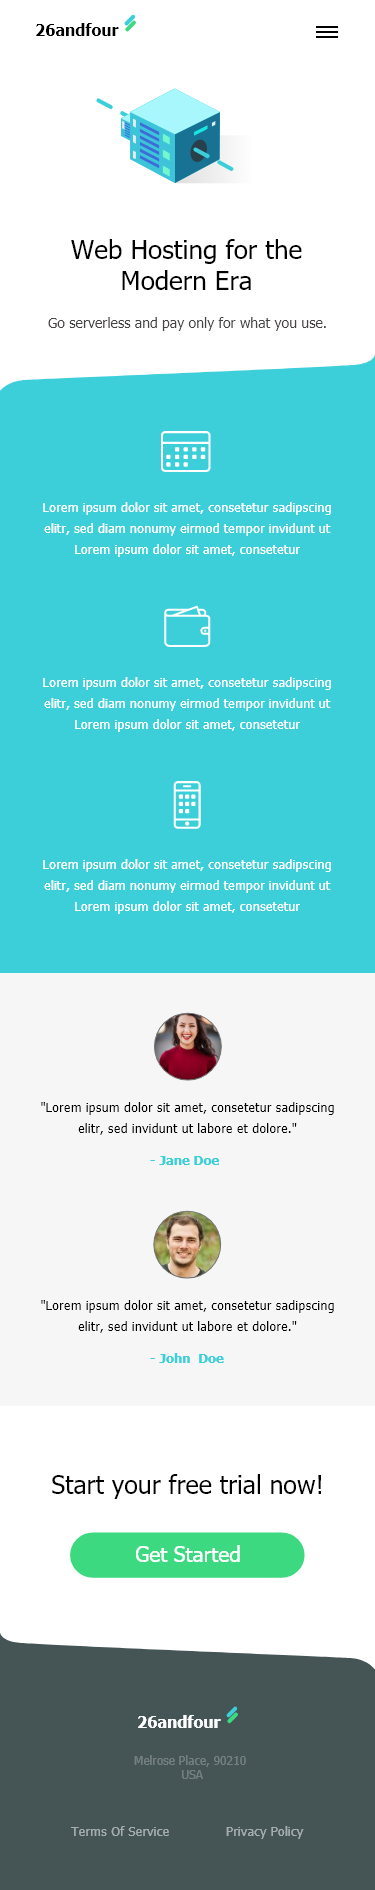 26andfour
Web Hosting for the
Modern Era
Go serverless and pay only for what you use.
Lorem ipsum dolor sit amet, consetetur sadipscing
elitr, sed diam nonumy eirmod tempor invidunt ut
Lorem ipsum dolor sit amet, consetetur
Lorem ipsum dolor sit amet, consetetur sadipscing
elitr, sed diam nonumy eirmod tempor invidunt ut
Lorem ipsum dolor sit amet, consetetur
Lorem ipsum dolor sit amet, consetetur sadipscing
elitr, sed diam nonumy eirmod tempor invidunt ut
Lorem ipsum dolor sit amet, consetetur
"Lorem ipsum dolor sit amet, consetetur sadipscing
elitr, sed invidunt ut labore et dolore."
- Jane Doe
"Lorem ipsum dolor sit amet, consetetur sadipscing
elitr, sed invidunt ut labore et dolore."
- John  Doe
Start your free trial now!
Get Started
26andfour
Melrose Place, 90210
USA
Terms Of Service
Privacy Policy